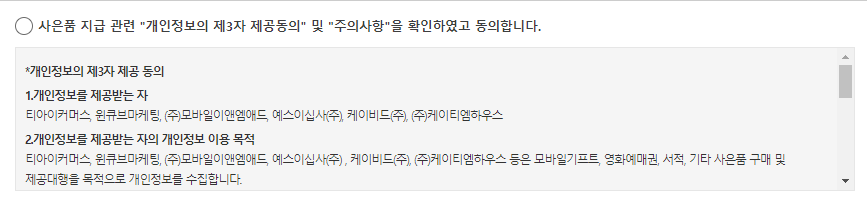 사은품 지급 관련 "개인정보의 제3자 제공동의" 및 "주의사항"을 확인하였고 동의합니다.
*개인정보의 제3자 제공 동의
1.개인정보를 제공받는 자
티아이커머스, 윈큐브마케팅, (주)모바일이앤엠애드, 예스이십사(주), 케이비드(주), (주)케이티엠하우스
2.개인정보를 제공받는 자의 개인정보 이용 목적
티아이커머스, 윈큐브마케팅, (주)모바일이앤엠애드, 예스이십사(주) , 케이비드(주), (주)케이티엠하우스 등은 모바일기프트, 영화예매권, 서적, 기타 사은품 구매 및
제공대행을 목적으로 개인정보를 수집합니다.